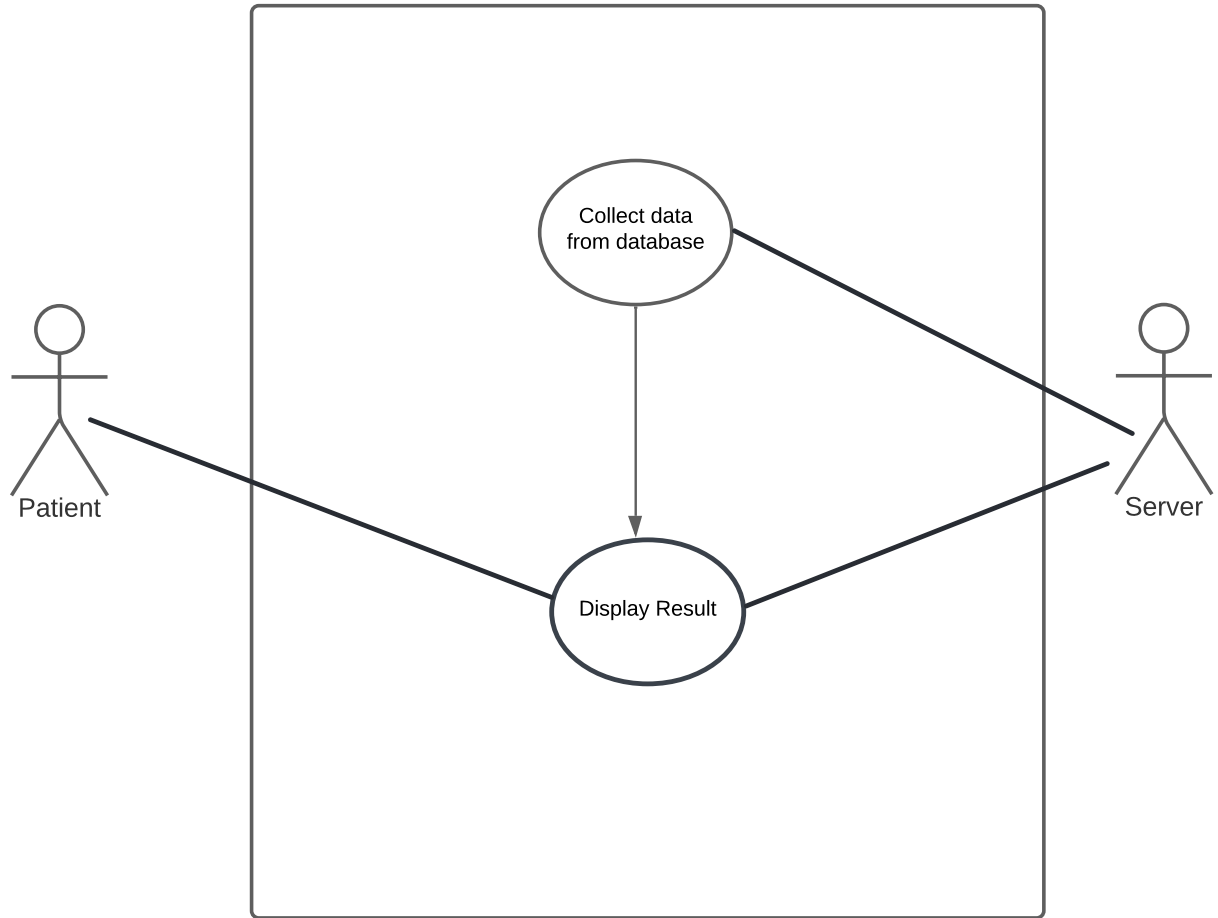 Collect data
from database
Patient
Server
Display Result